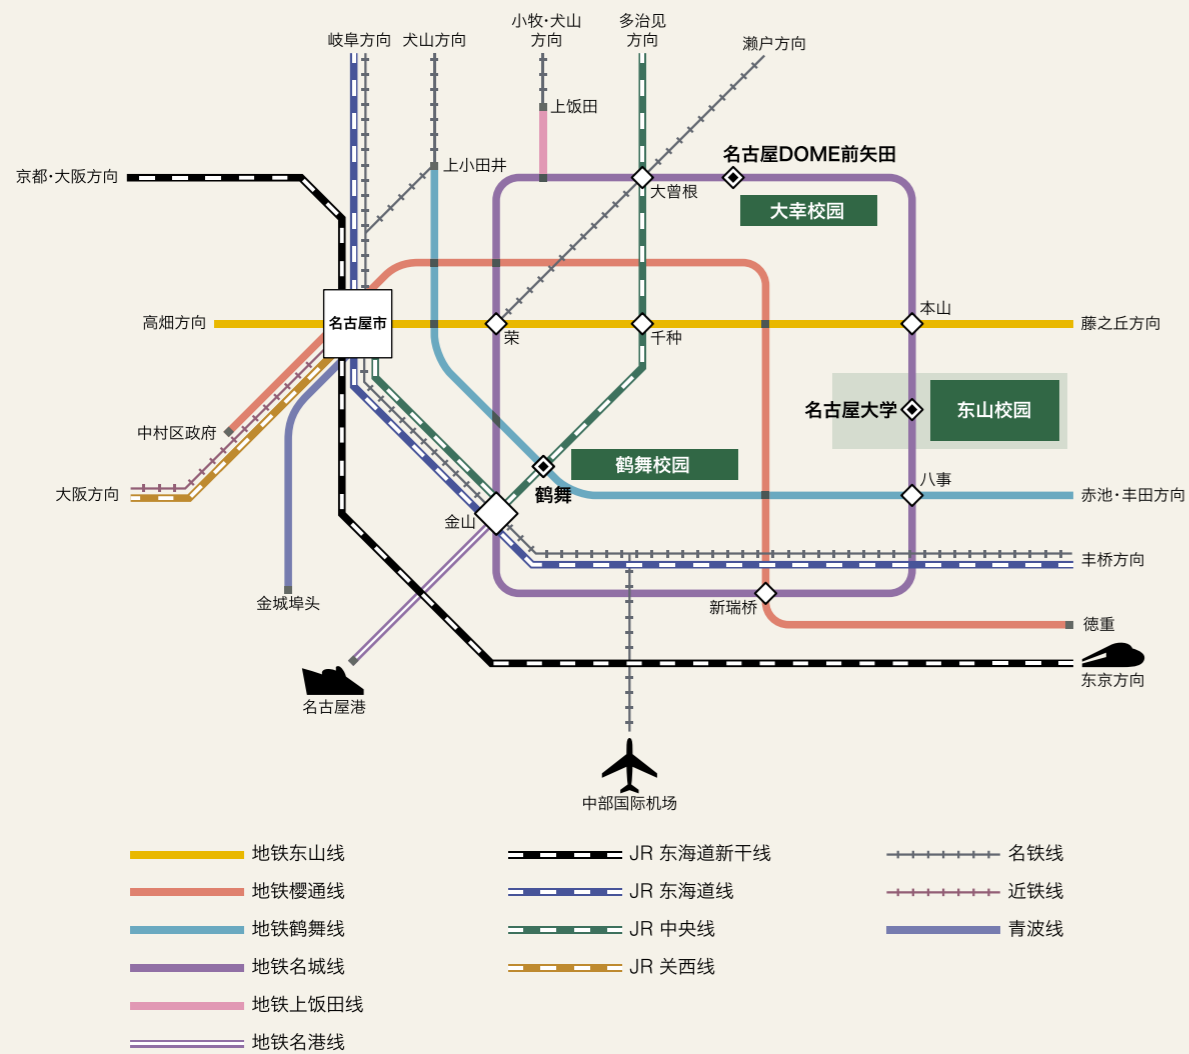 岐阜方向
犬山方向
小牧·犬山
方向
多治见
方向
濑户方向
上饭田
名古屋DOME前矢田
京都·大阪方向
上小田井
大曾根
大幸校园
高畑方向
名古屋市
荣
千种
本山
藤之丘方向
名古屋大学
东山校园
中村区政府
鹤舞校园
大阪方向
鹤舞
金山
八事
赤池·丰田方向
丰桥方向
金城埠头
新瑞桥
徳重
东京方向
名古屋港
中部国际机场
地铁东山线
地铁樱通线
地铁鹤舞线
地铁名城线
地铁上饭田线
地铁名港线
JR 东海道新干线
JR 东海道线
JR 中央线
JR 关西线
名铁线
近铁线
青波线